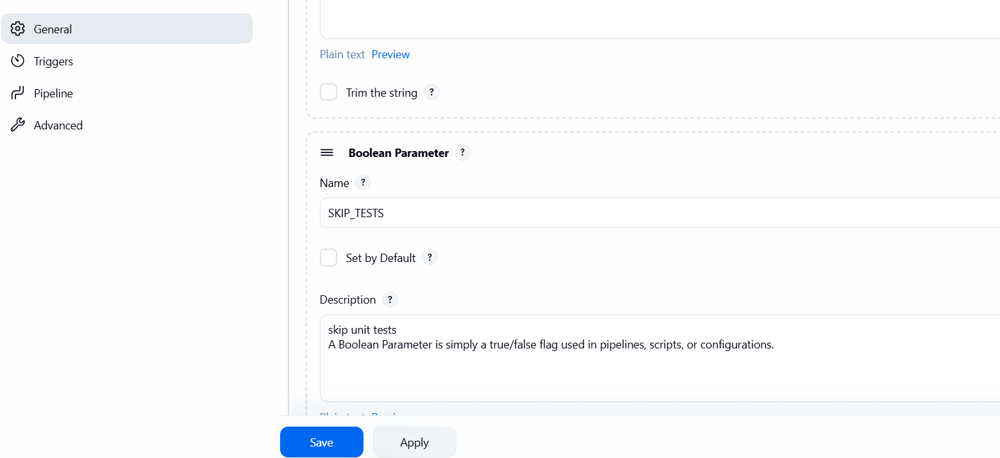 General
Triggers
Pipeline
Advanced
Plain text Preview
Trim the string ?
Boolean Parameter ?
Name ?
SKIP_TESTS
Set by Default ?
Description ?
skip unit tests
A Boolean Parameter is simply a true/false flag used in pipelines, scripts, or configurations.
Save Apply